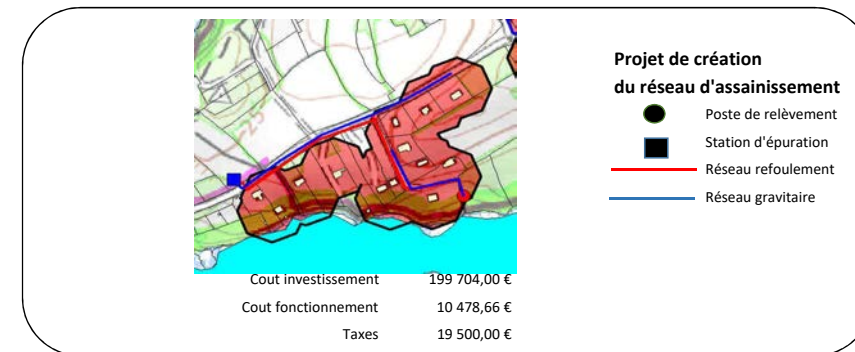 Projet de création
du réseau d'assainissement
Poste de relèvement
Station d'épuration
Réseau refoulement
Réseau gravitaire
Cout investissement 199 704,00 €
Cout fonctionnement 10 478,66 €
Taxes 19 500,00 €